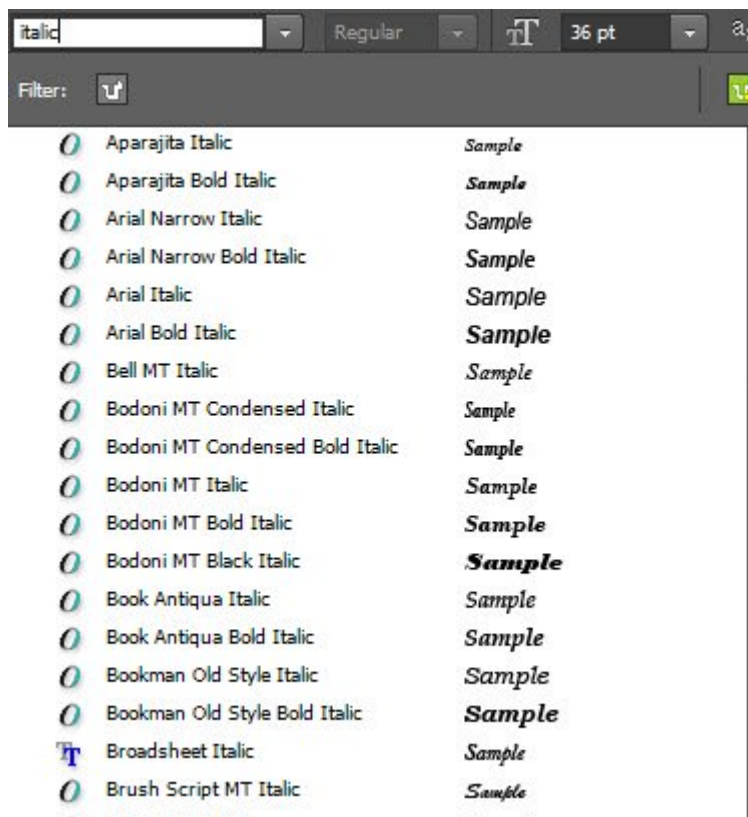 italic Regular 36 pt
Filter:
Aparajita Italic Sample
Aparajita Bold Italic Sample
Arial Narrow Italic Sample
Arial Narrow Bold Italic Sample
Arial Italic Sample
Arial Bold Italic Sample
Bell MT Italic Sample
Bodoni MT Condensed Italic Sample
Bodoni MT Condensed Bold Italic Sample
Bodoni MT Italic Sample
Bodoni MT Bold Italic Sample
Bodoni MT Black Italic Sample
Book Antiqua Italic Sample
Book Antiqua Bold Italic Sample
Bookman Old Style Italic Sample
Bookman Old Style Bold Italic Sample
Broadsheet Italic Sample
Brush Script MT Italic Sample